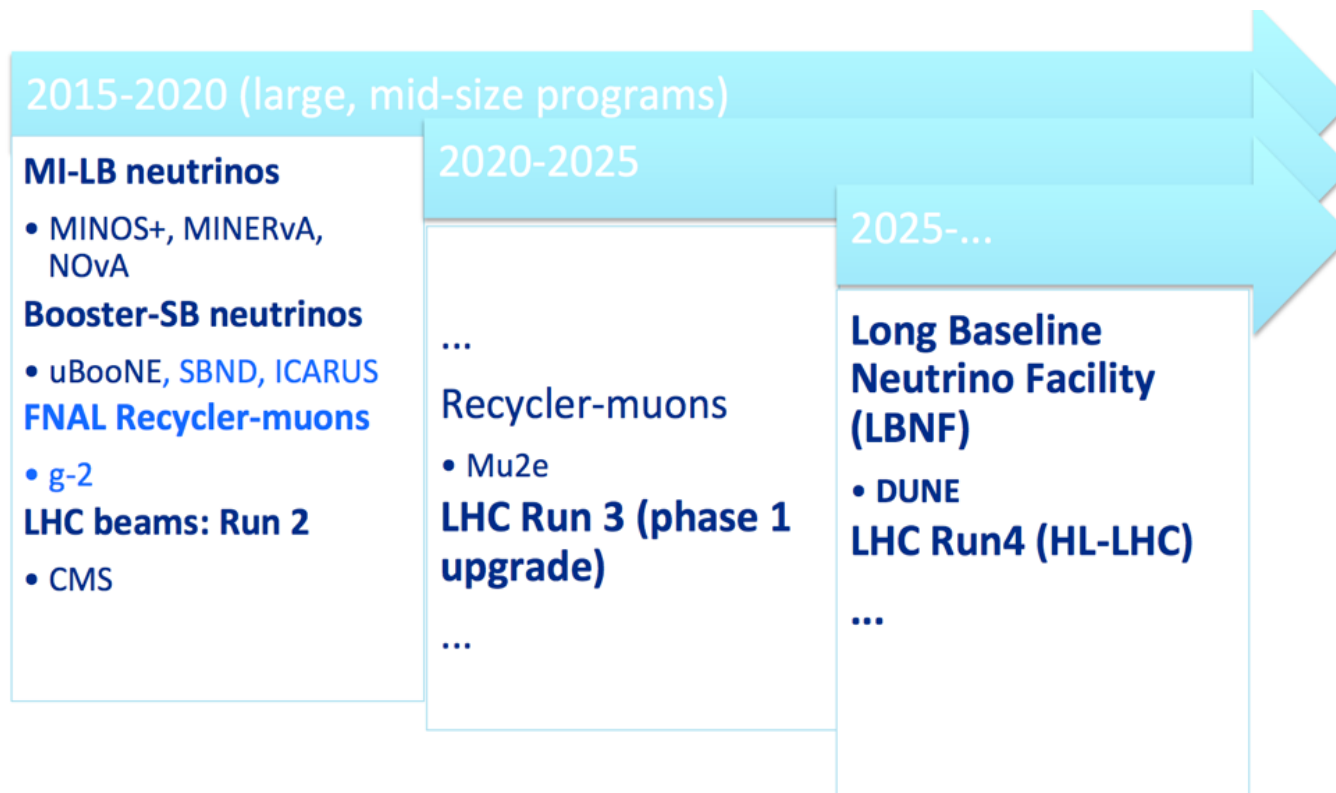 2015-2020 (large, mid-size programs)
MI-LB neutrinos
• MINOS+, MINERvA,
NOvA
Booster-SB neutrinos
• uBooNE, SBND, ICARUS
FNAL Recycler-muons
• g-2
LHC beams: Run 2
• CMS
2020-2025
...
Recycler-muons
• Mu2e
LHC Run 3 (phase 1
upgrade)
...
2025-...
Long Baseline
Neutrino Facility
(LBNF)
• DUNE
LHC Run4 (HL-LHC)
...